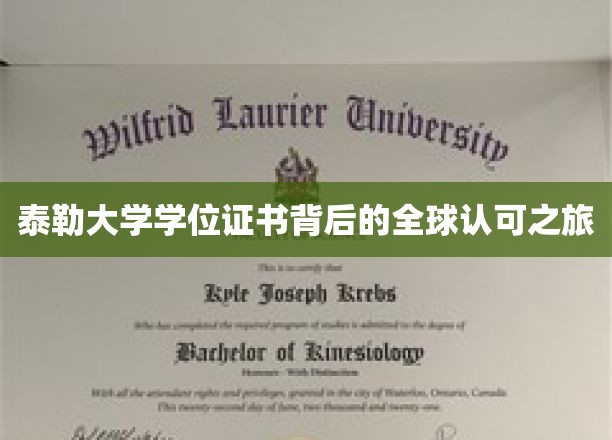 Wilfrid Laurier University
泰勒大学学位证书背后的全球认可之旅
This is to certify that
Kyle Joseph Krebs
Who has completed the required program of studies is admitted to the degree of
Bachelor of Kinesiology
Honours - With Distinction
With all the attendant rights and privileges, granted in the city of Waterloo, Ontario, Canada
This twenty-second day of June, two thousand and twenty-one.